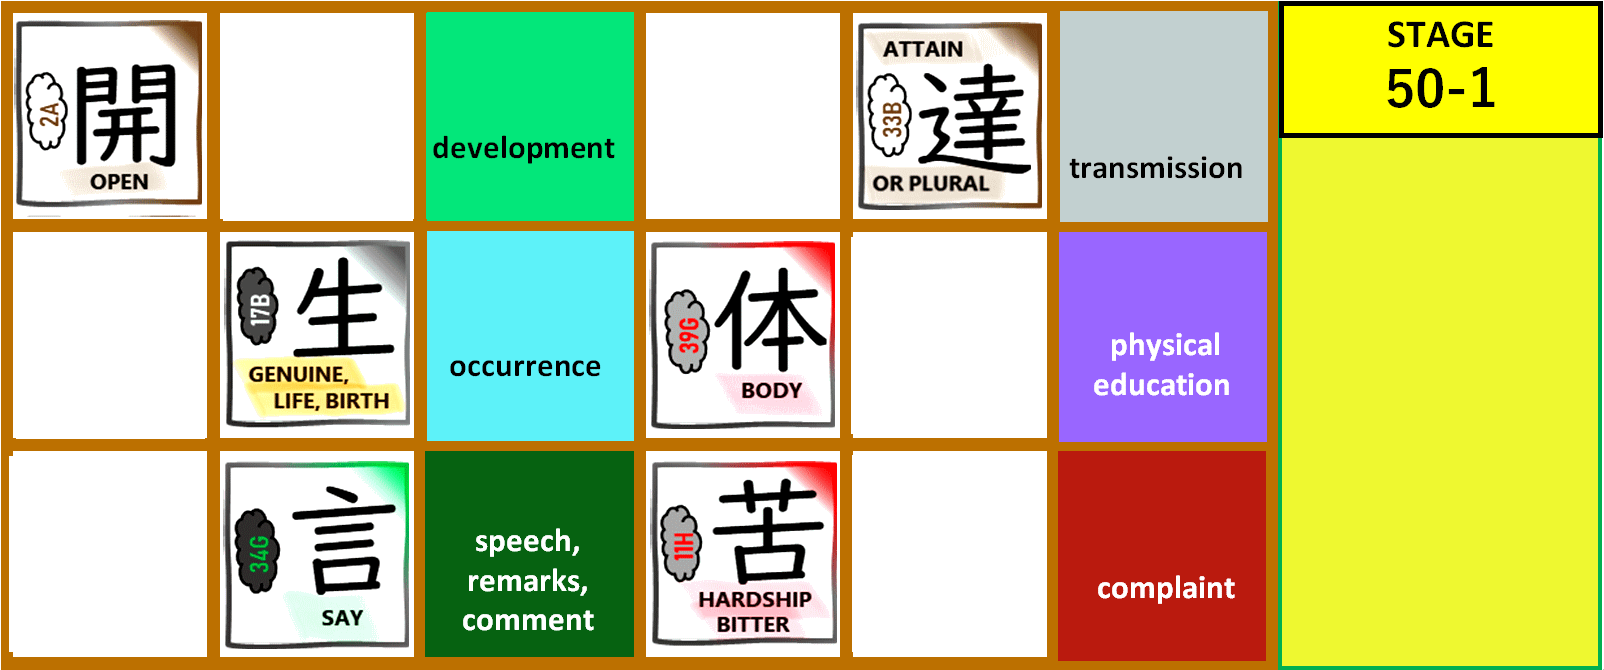 2A
開
OPEN
development
ATTAIN
33B
達
OR PLURAL
transmission
STAGE
50-1
17B
生
GENUINE,
LIFE, BIRTH
occurrence
39G
体
BODY
physical
education
34G
言
SAY
speech,
remarks,
comment
11H
苦
HARDSHIP
BITTER
complaint